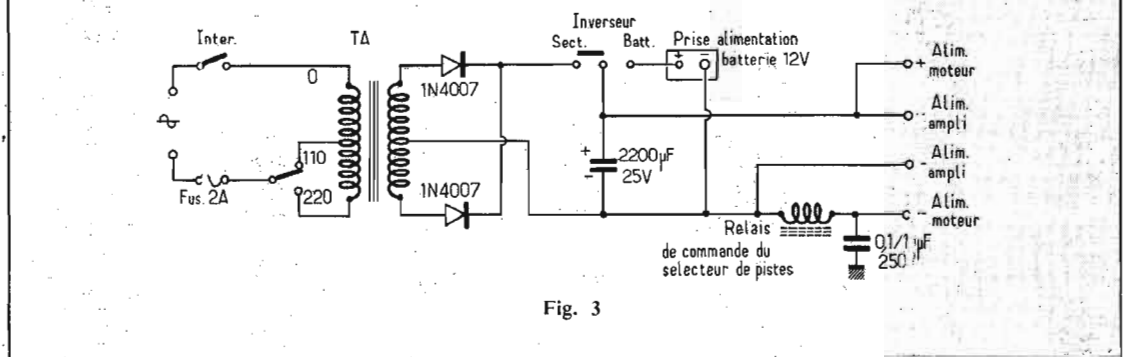 Inter.
TA
0
110
220
Fus. 2A
1N4007
1N4007
Inverseur
Sect.
Batt.
Prise alimentation
batterie 12V
+
-
+
-
2200µF
25V
Relais
de commande du
selecteur de pistes
0,1/1 µF
250
+ Alim.
moteur
Alim.
ampli
- Alim.
ampli
- Alim.
moteur
Fig. 3